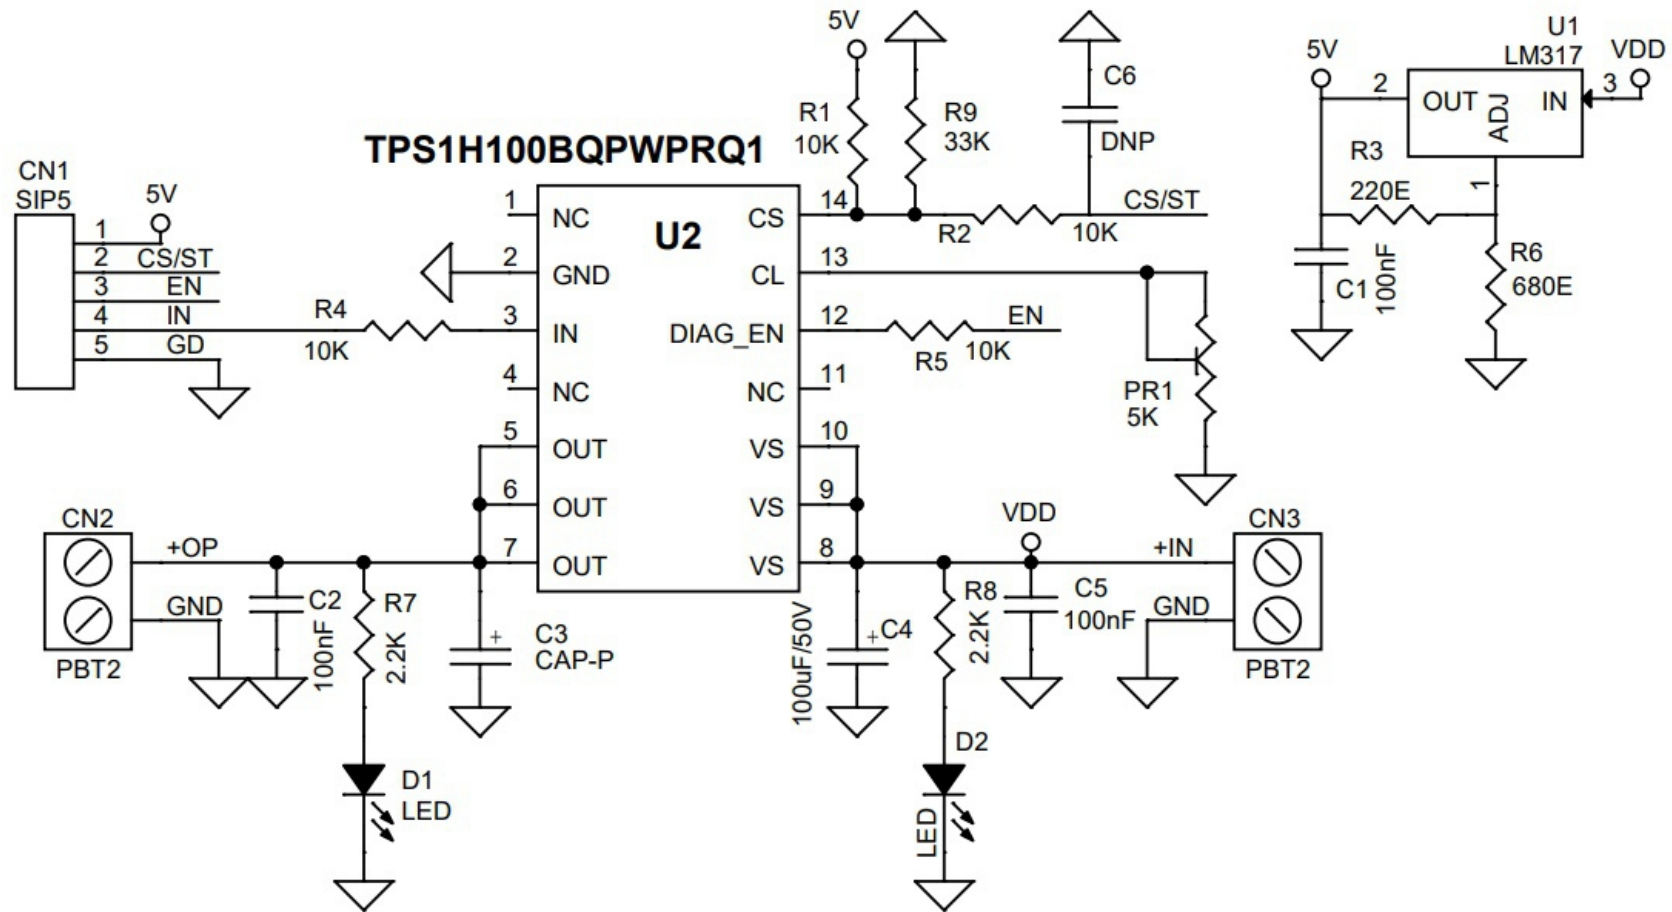 TPS1H100BQPWPRQ1
CN1
SIP5
5V
1
2 CS/ST
3 EN
4 IN
5 GD
R4
10K
U2
1 NC
2 GND
3 IN
4 NC
5 OUT
6 OUT
7 OUT
CS 14
CL 13
DIAG_EN 12
NC 11
VS 10
VS 9
VS 8
5V
R1
10K
R9
33K
C6
DNP
R2
10K
CS/ST
R5
10K
EN
PR1
5K
U1
LM317
5V
VDD
2 OUT
ADJ
IN 3
1
R3
220E
R6
680E
C1
100nF
CN2
+OP
GND
PBT2
C2
100nF
R7
2.2K
+
C3
CAP-P
D1
LED
+
C4
100uF/50V
R8
2.2K
D2
LED
VDD
C5
100nF
+IN
GND
CN3
PBT2